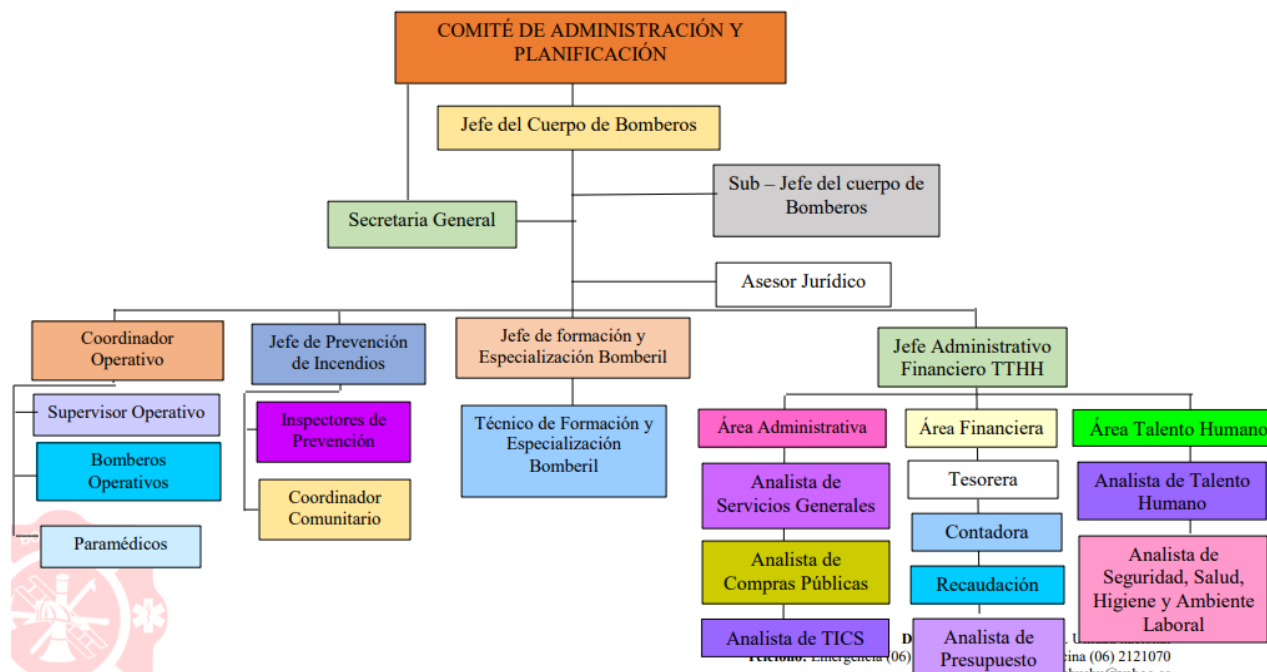 COMITÉ DE ADMINISTRACIÓN Y
PLANIFICACIÓN
Jefe del Cuerpo de Bomberos
Sub – Jefe del cuerpo de
Bomberos
Secretaria General
Asesor Jurídico
Coordinador
Operativo
Jefe de Prevención
de Incendios
Jefe de formación y
Especialización Bomberil
Jefe Administrativo
Financiero TTHH
Supervisor Operativo
Bomberos
Operativos
Paramédicos
Inspectores de
Prevención
Coordinador
Comunitario
Técnico de Formación y
Especialización
Bomberil
Área Administrativa
Analista de
Servicios Generales
Analista de
Compras Públicas
Analista de TICS
Área Financiera
Tesorera
Contadora
Recaudación
Analista de
Presupuesto
Área Talento Humano
Analista de Talento
Humano
Analista de
Seguridad, Salud,
Higiene y Ambiente
Laboral
Teléfono: Emergencia (06) (06) 2121070